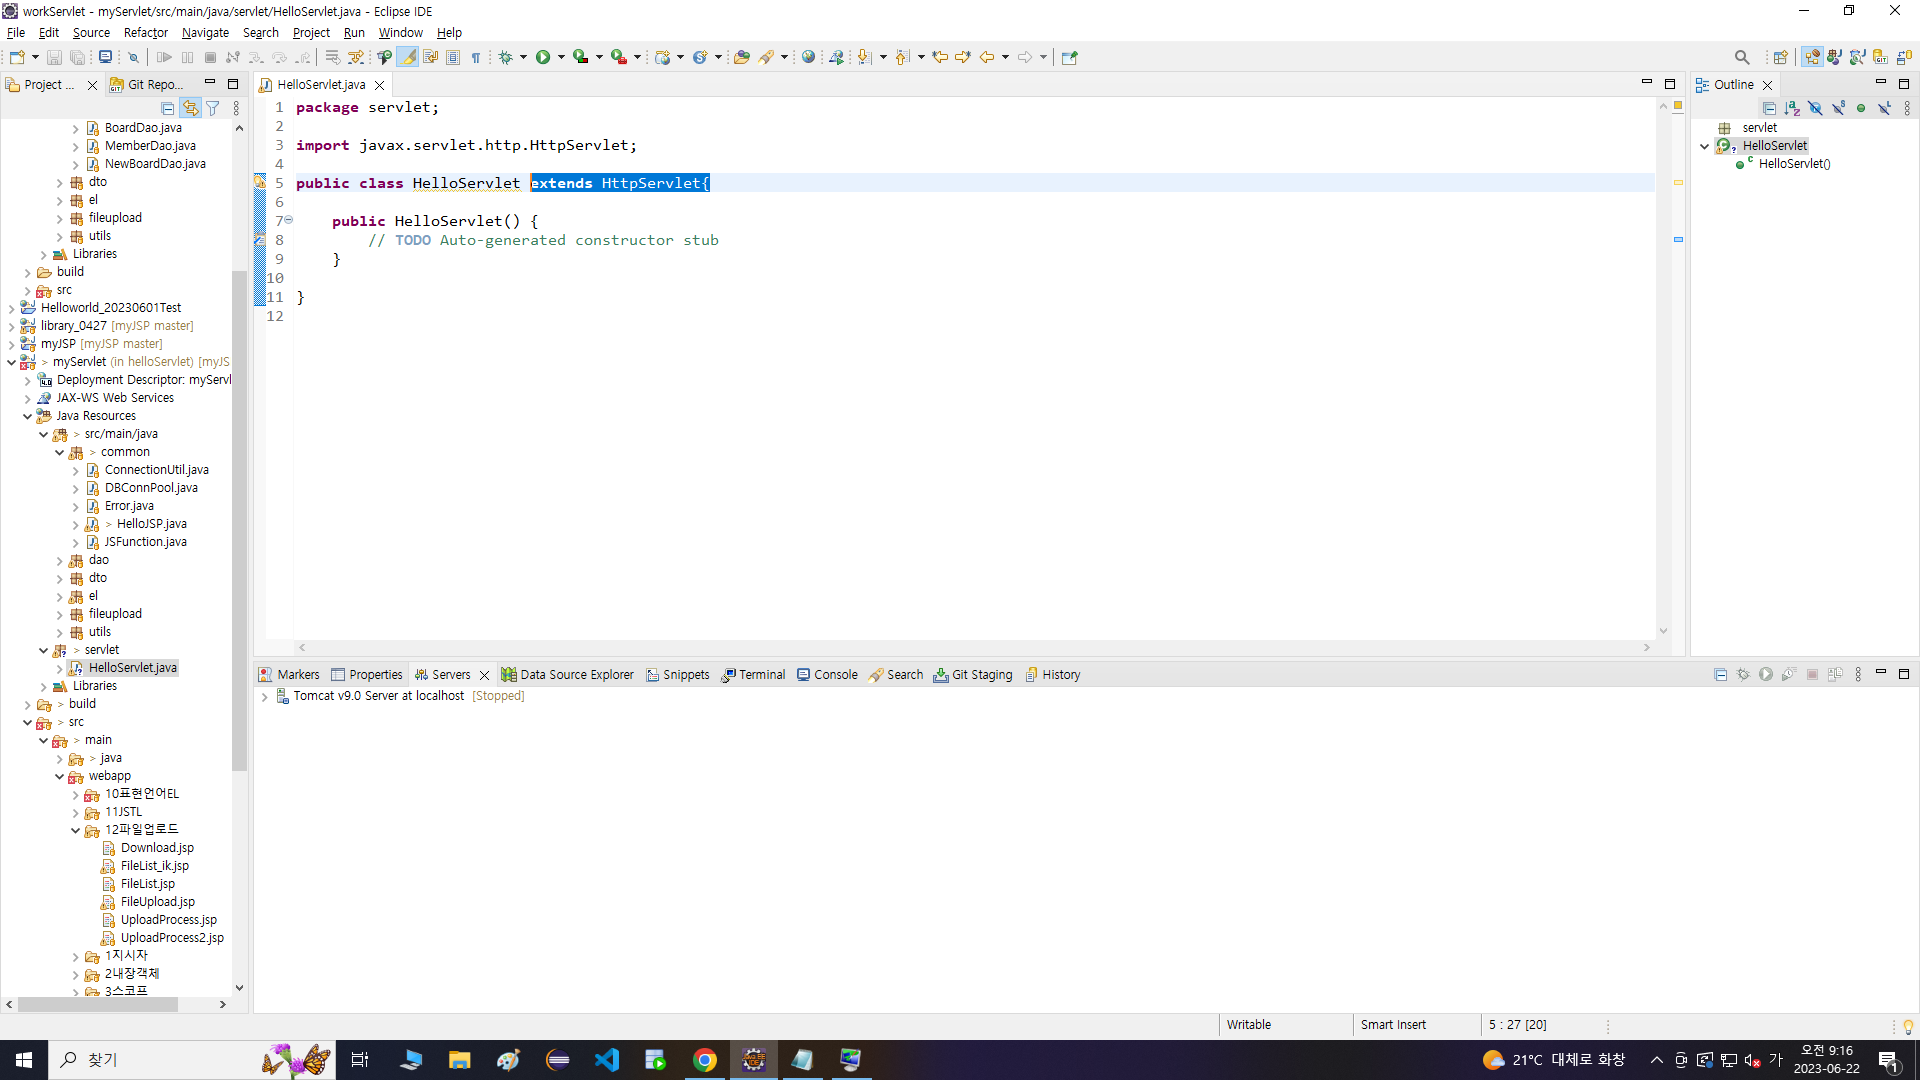 workServlet - myServlet/src/main/java/servlet/HelloServlet.java - Eclipse IDE
File Edit Source Refactor Navigate Search Project Run Window Help
Project ... Git Repo...
BoardDao.java
MemberDao.java
NewBoardDao.java
dto
el
fileupload
utils
Libraries
build
src
Helloworld_20230601Test
library_0427 [myJSP master]
myJSP [myJSP master]
> myServlet (in helloServlet) [myJS
Deployment Descriptor: myServl
JAX-WS Web Services
Java Resources
> src/main/java
> common
ConnectionUtil.java
DBConnPool.java
Error.java
> HelloJSP.java
JSFunction.java
dao
dto
el
fileupload
utils
> servlet
HelloServlet.java
Libraries
> build
> src
> main
> java
webapp
10표현언어EL
11JSTL
12파일업로드
Download.jsp
FileList_ik.jsp
FileList.jsp
FileUpload.jsp
UploadProcess.jsp
UploadProcess2.jsp
1지시자
2내장객체
3스코프
HelloServlet.java
1 package servlet;
2
3 import javax.servlet.http.HttpServlet;
4
5 public class HelloServlet extends HttpServlet{
6
7 public HelloServlet() {
8 // TODO Auto-generated constructor stub
9 }
10
11 }
12
Outline
servlet
HelloServlet
HelloServlet()
Markers Properties Servers Data Source Explorer Snippets Terminal Console Search Git Staging History
Tomcat v9.0 Server at localhost [Stopped]
Writable Smart Insert 5 : 27 [20]
찾기
21°C 대체로 화창
가
오전 9:16
2023-06-22
1